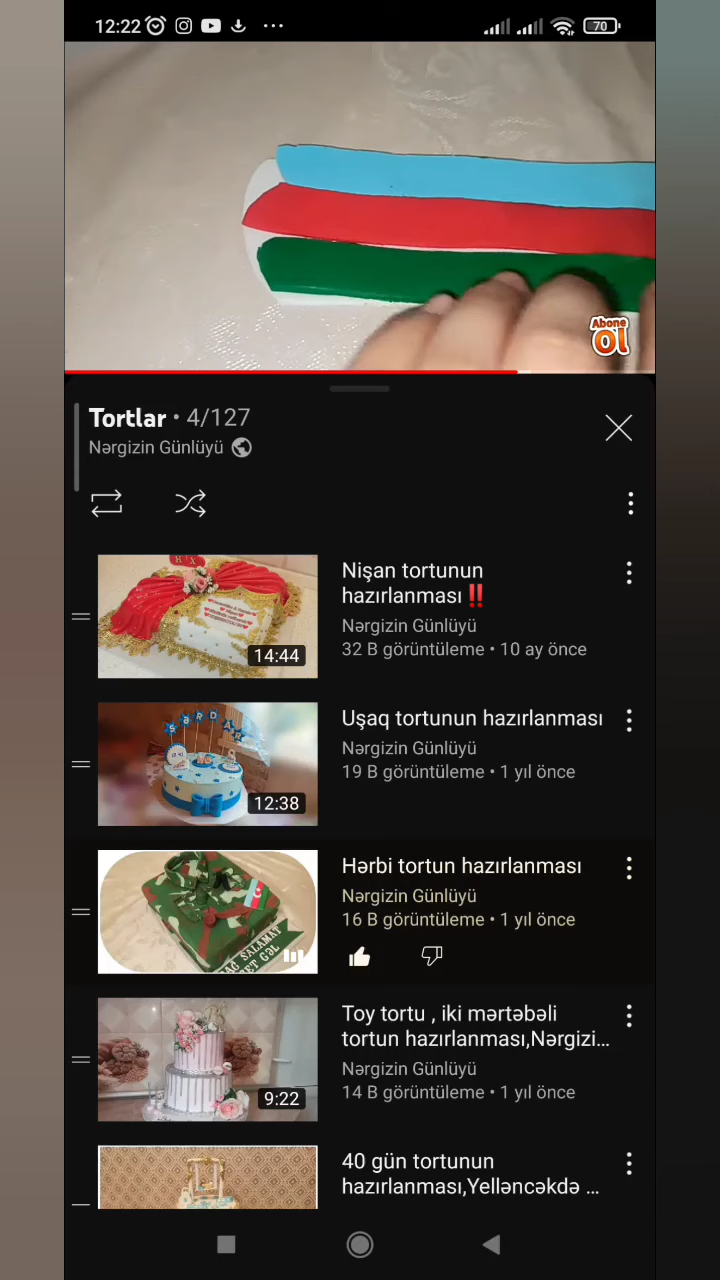 12:22
70
Abone
Ol
Tortlar • 4/127
Nərgizin Günlüyü
H X
14:44
Nişan tortunun
hazırlanması‼️
Nərgizin Günlüyü
32 B görüntüleme • 10 ay önce
SƏRDAR
12:38
Uşaq tortunun hazırlanması
Nərgizin Günlüyü
19 B görüntüleme • 1 yıl önce
SALAMAT
GƏL
Hərbi tortun hazırlanması
Nərgizin Günlüyü
16 B görüntüleme • 1 yıl önce
9:22
Toy tortu , iki mərtəbəli
tortun hazırlanması,Nərgizi...
Nərgizin Günlüyü
14 B görüntüleme • 1 yıl önce
40 gün tortunun
hazırlanması,Yelləncəkdə ...